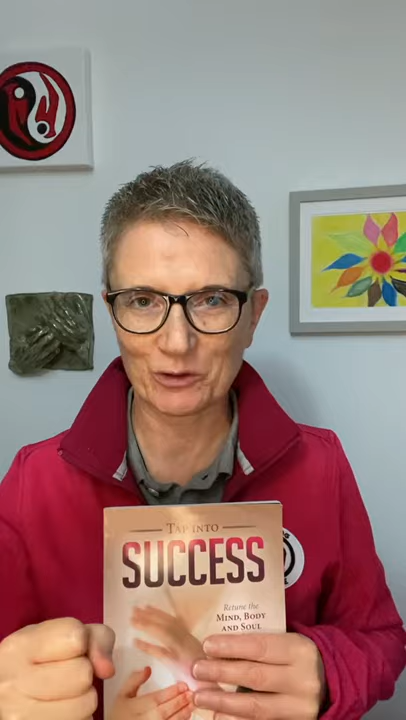 TAP INTO
SUCCESS
Retune the
MIND, BODY
AND SOUL